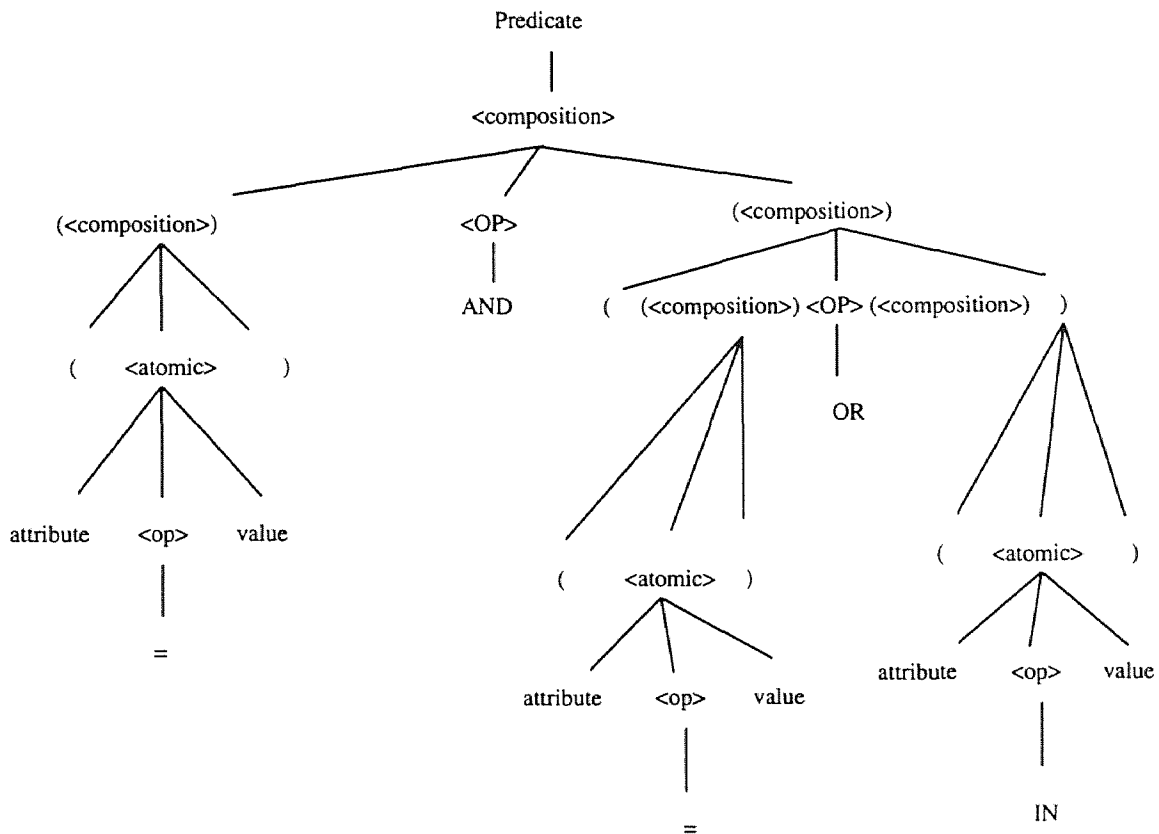 Predicate
<composition>
(<composition>) <OP> (<composition>)
AND ( (<composition>) <OP> (<composition>) )
( <atomic> )
OR
attribute <op> value
( <atomic> )
( <atomic> )
=
attribute <op> value
attribute <op> value
IN
=